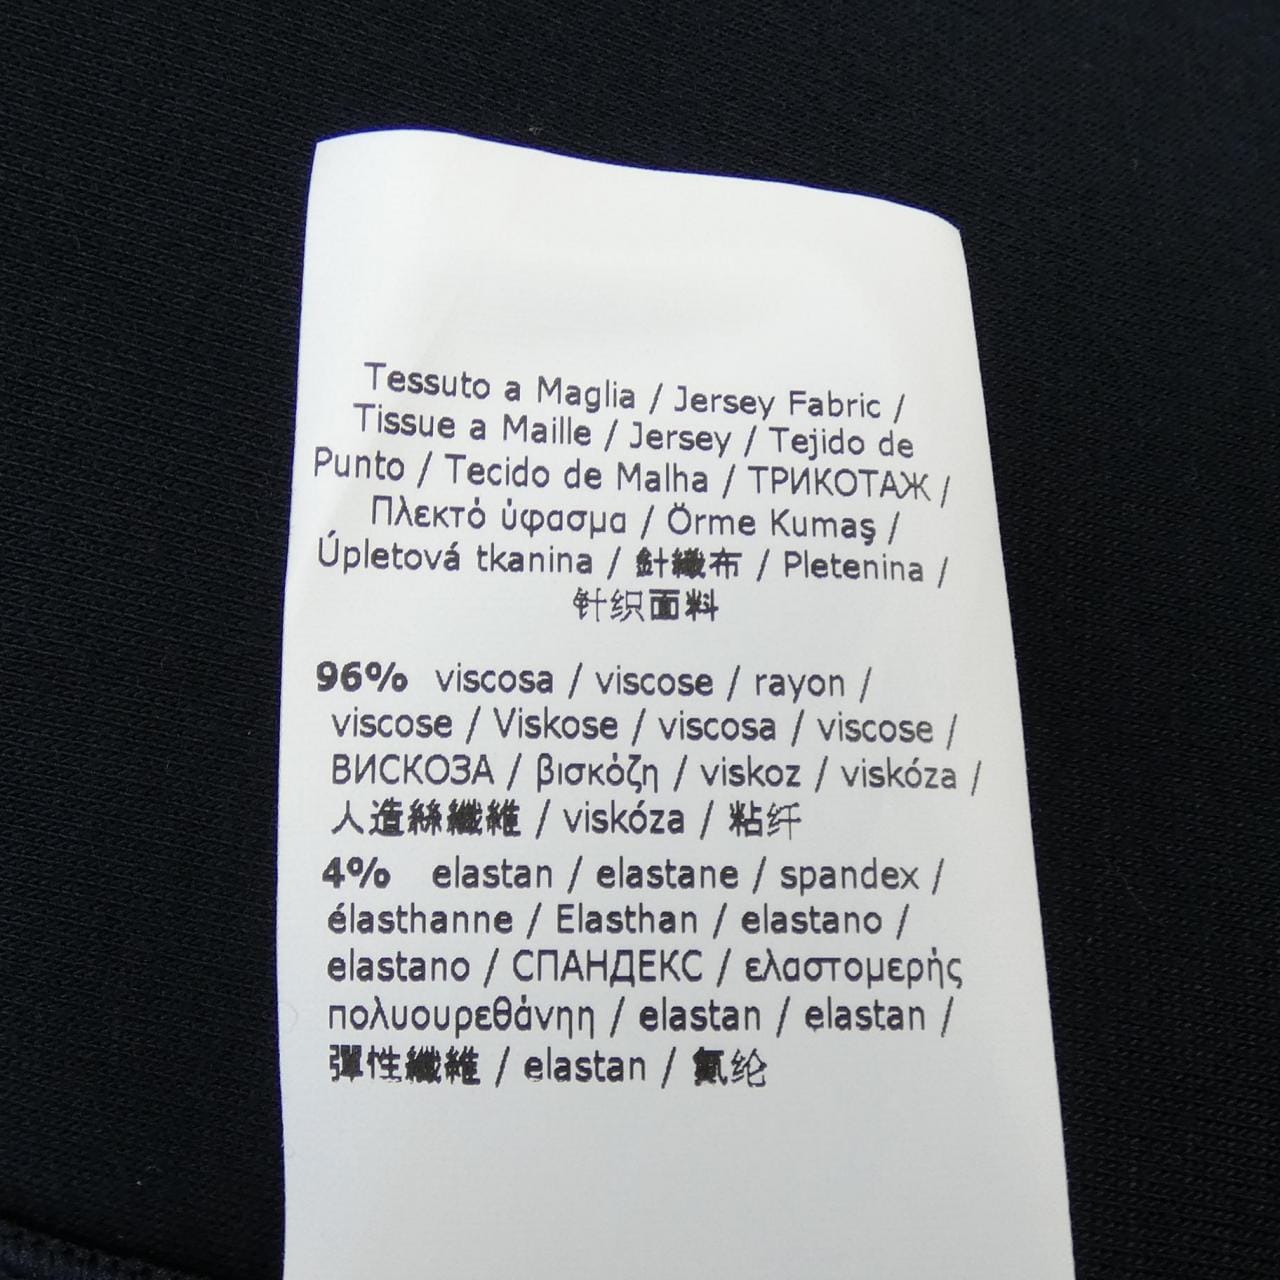 Tessuto a Maglia / Jersey Fabric /
Tissue a Maille / Jersey / Tejido de
Punto / Tecido de Malha / ТРИКОТАЖ /
Πλεκτό ύφασμα / Örme Kumaş /
Úpletová tkanina / 針織布 / Pletenina /
针织面料
96% viscosa / viscose / rayon /
viscose / Viskose / viscosa / viscose /
ВИСКОЗА / βισκόζη / viskoz / viskóza /
人造絲纖維 / viskóza / 粘纤
4% elastan / elastane / spandex /
élasthanne / Elasthan / elastano /
elastano / СПАНДЕКС / ελαστομερής
πολυουρεθάνηη / elastan / elastan /
彈性纖維 / elastan / 氨纶